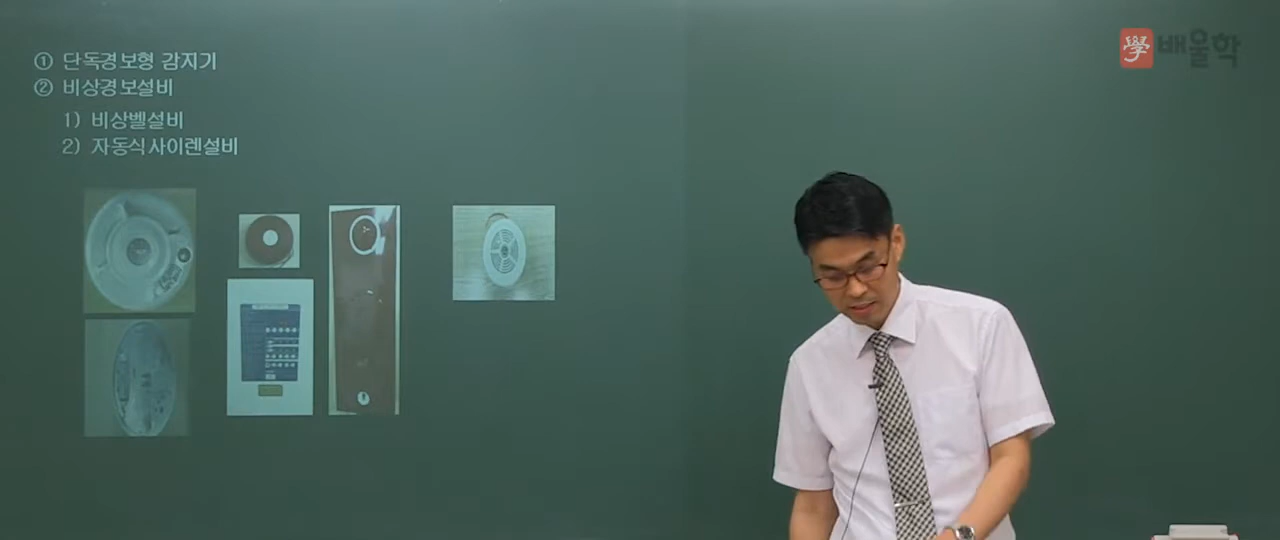 ① 단독경보형 감지기
② 비상경보설비
1) 비상벨설비
2) 자동식사이렌설비
學 배울학